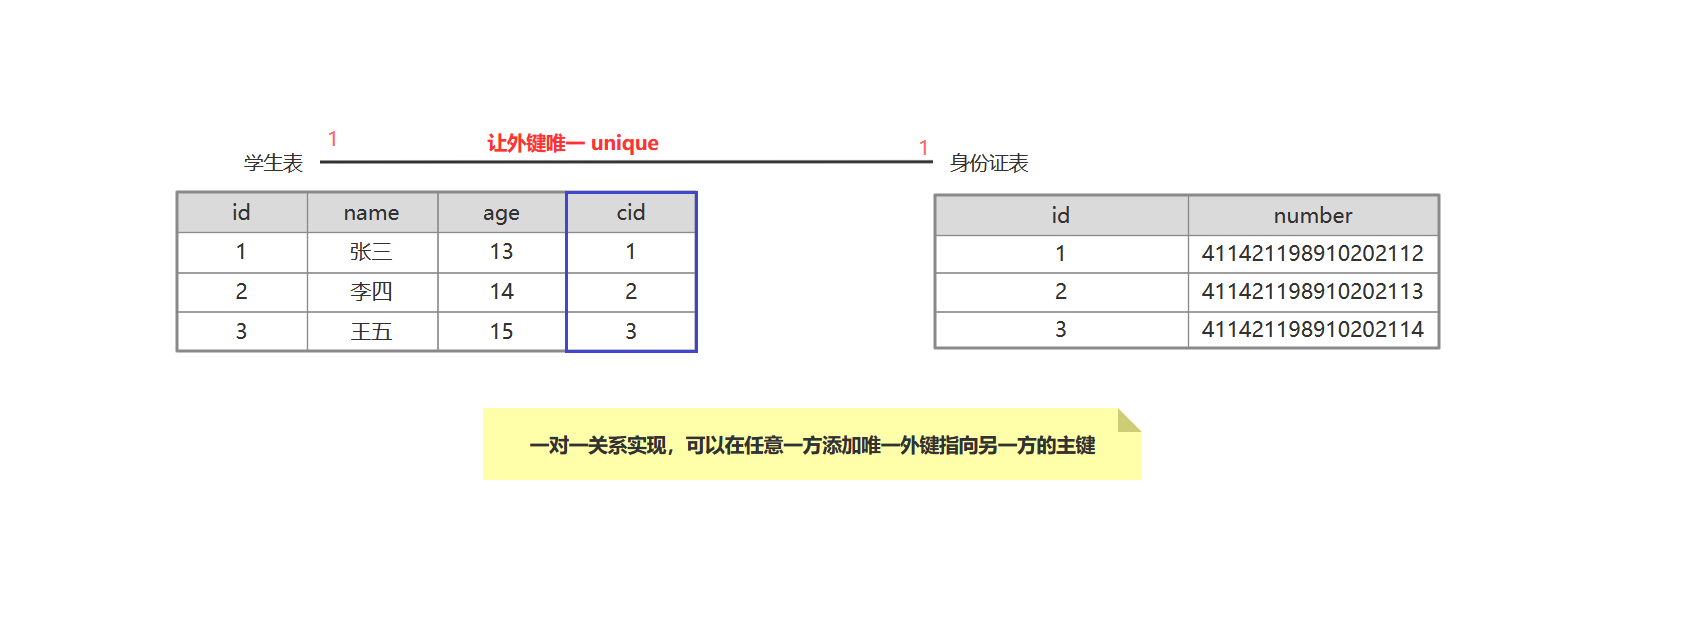 1 让外键唯一 unique 1
学生表 身份证表
id name age cid
1 张三 13 1
2 李四 14 2
3 王五 15 3
id number
1 411421198910202112
2 411421198910202113
3 411421198910202114
一对一关系实现，可以在任意一方添加唯一外键指向另一方的主键